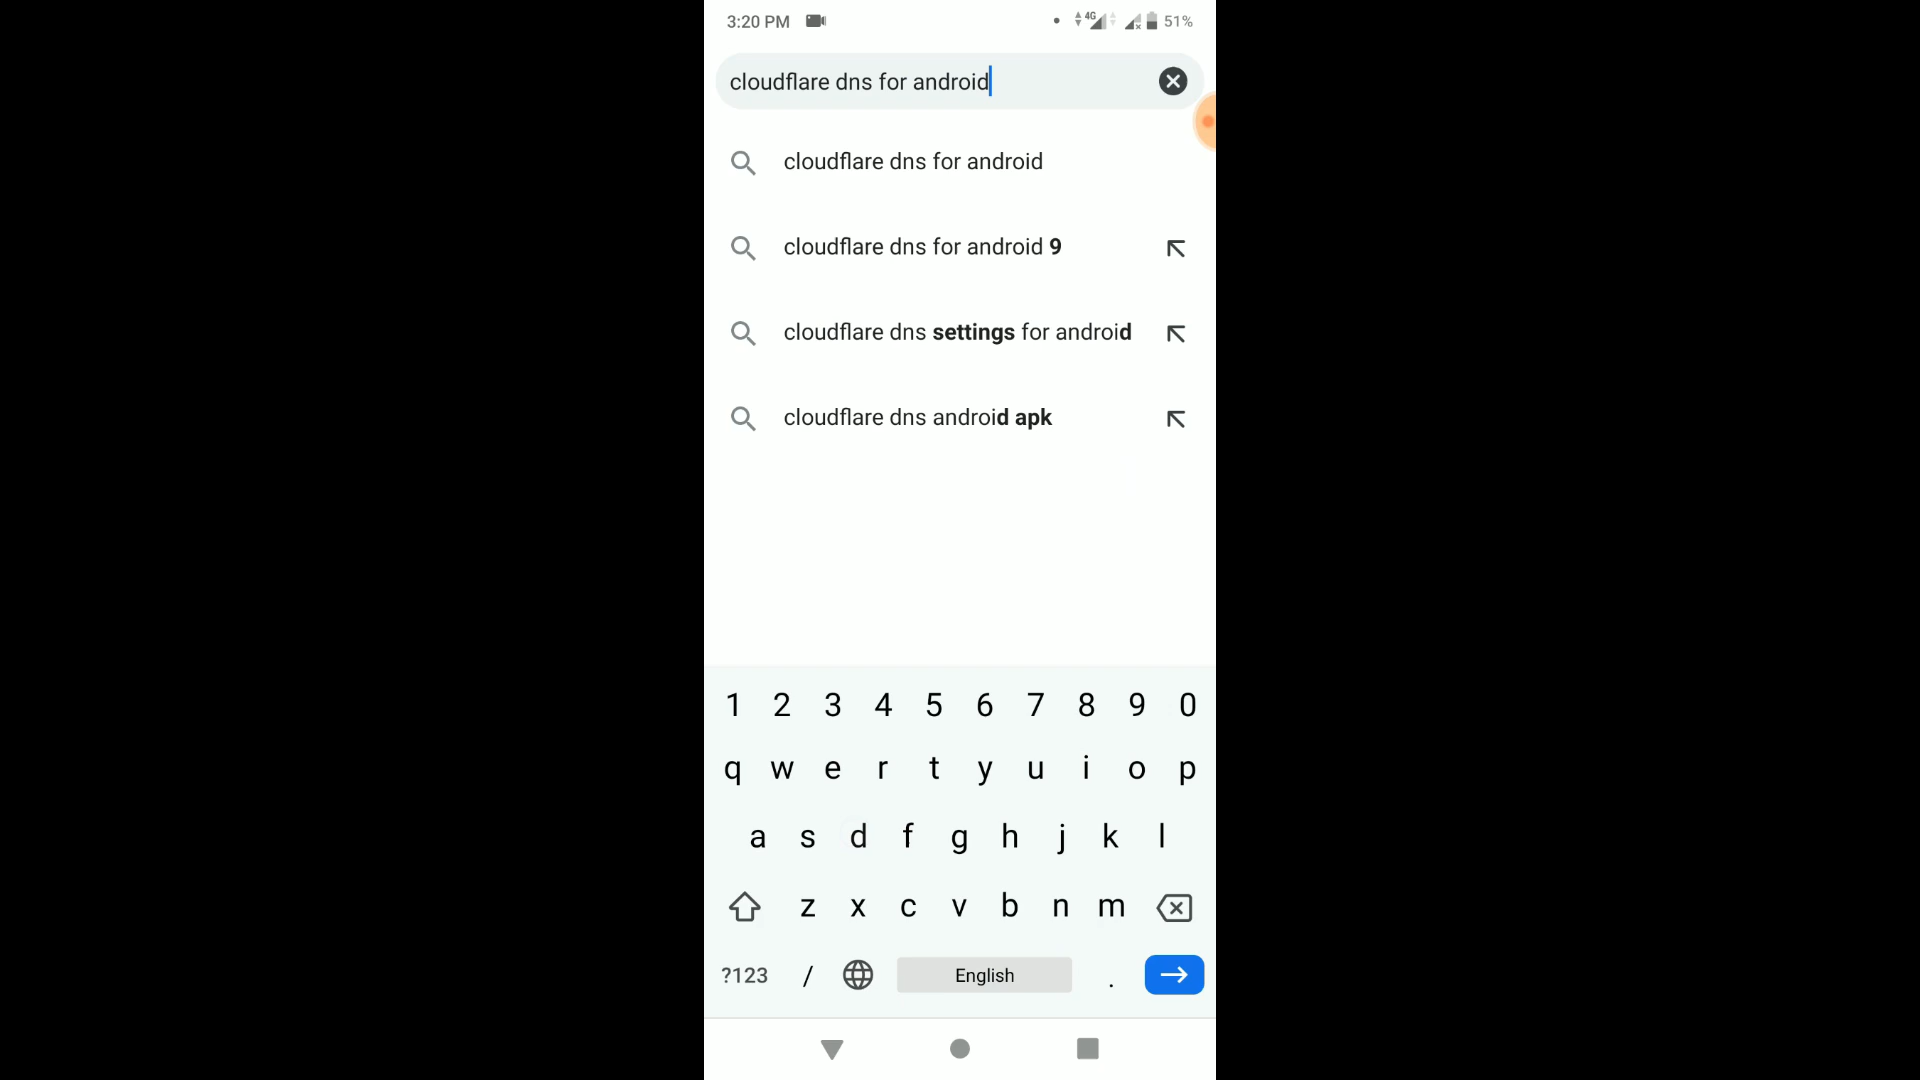 3:20 PM 4G 51%
cloudflare dns for android
cloudflare dns for android
cloudflare dns for android 9
cloudflare dns settings for android
cloudflare dns android apk
1 2 3 4 5 6 7 8 9 0
q w e r t y u i o p
a s d f g h j k l
z x c v b n m
?123 / English .